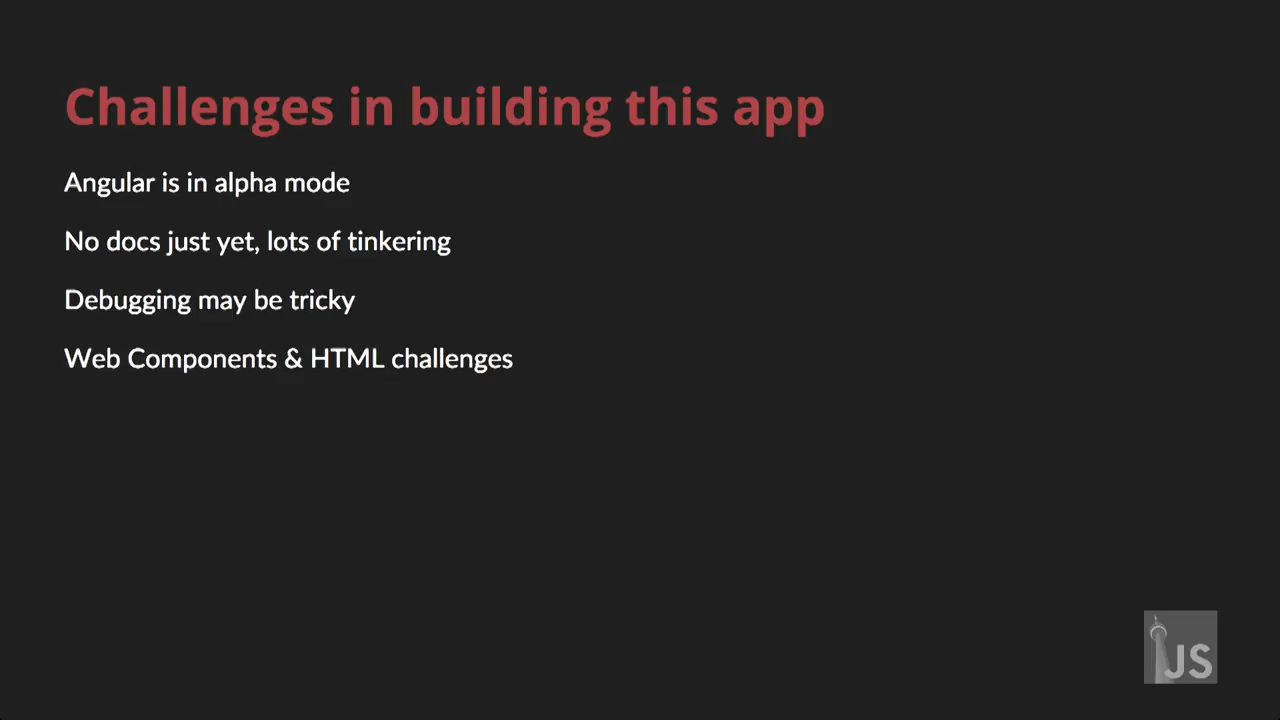 Challenges in building this app
Angular is in alpha mode
No docs just yet, lots of tinkering
Debugging may be tricky
Web Components & HTML challenges
JS